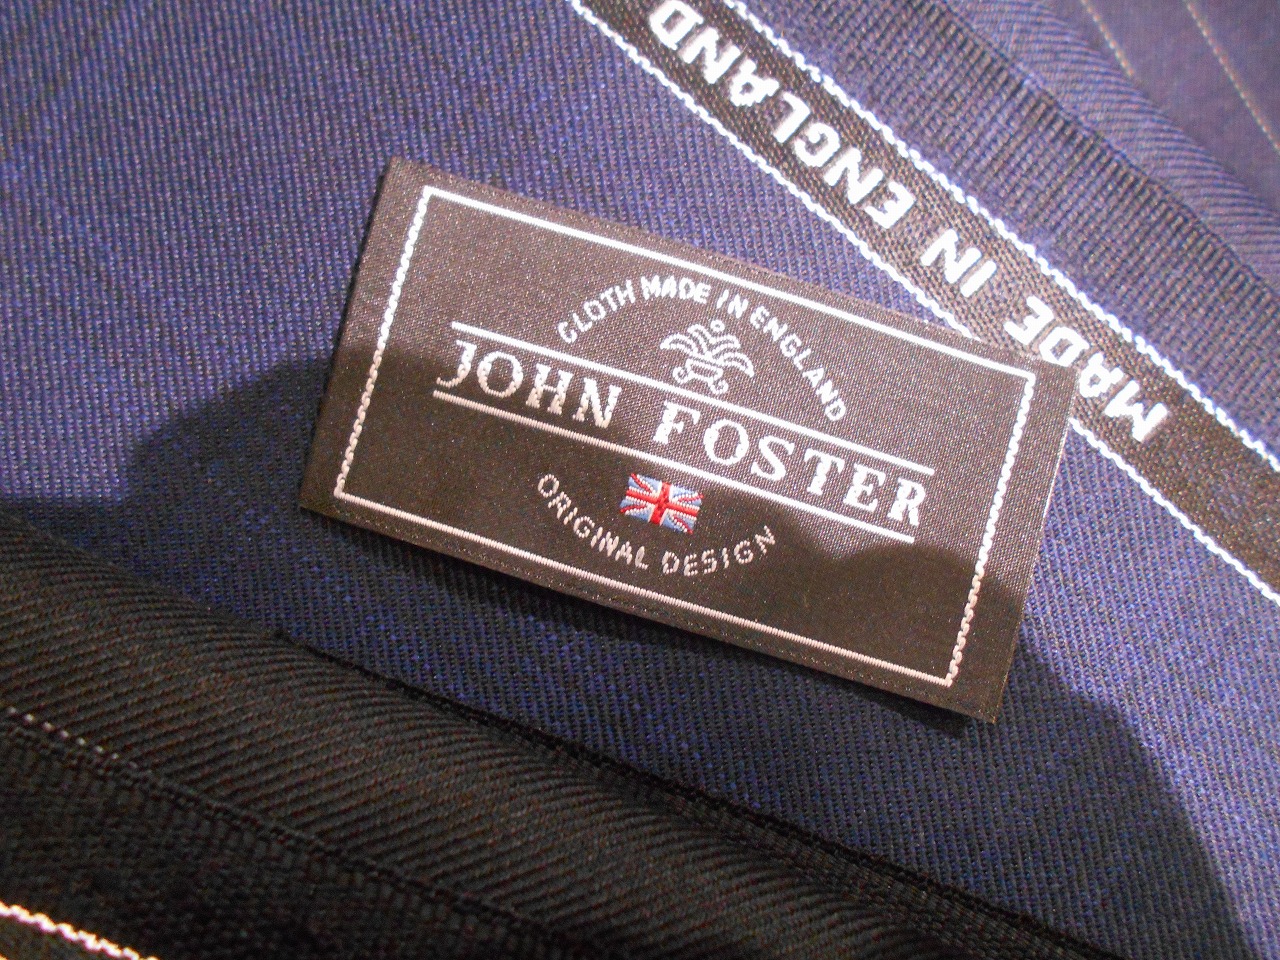 MADE IN ENGLAND
CLOTH MADE IN ENGLAND
JOHN FOSTER
ORIGINAL DESIGN